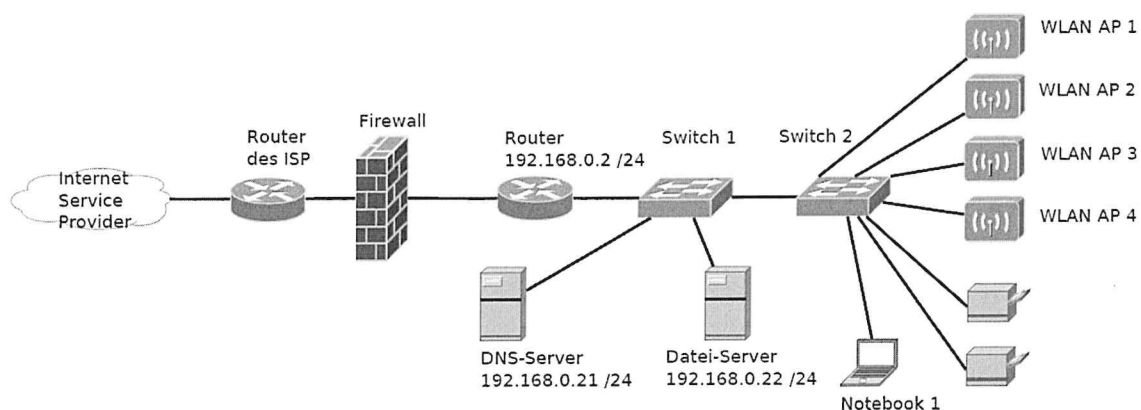 WLAN AP 1
WLAN AP 2
WLAN AP 3
WLAN AP 4
Internet
Service
Provider
Router
des ISP
Firewall
Router
192.168.0.2 /24
Switch 1
Switch 2
DNS-Server
192.168.0.21 /24
Datei-Server
192.168.0.22 /24
Notebook 1